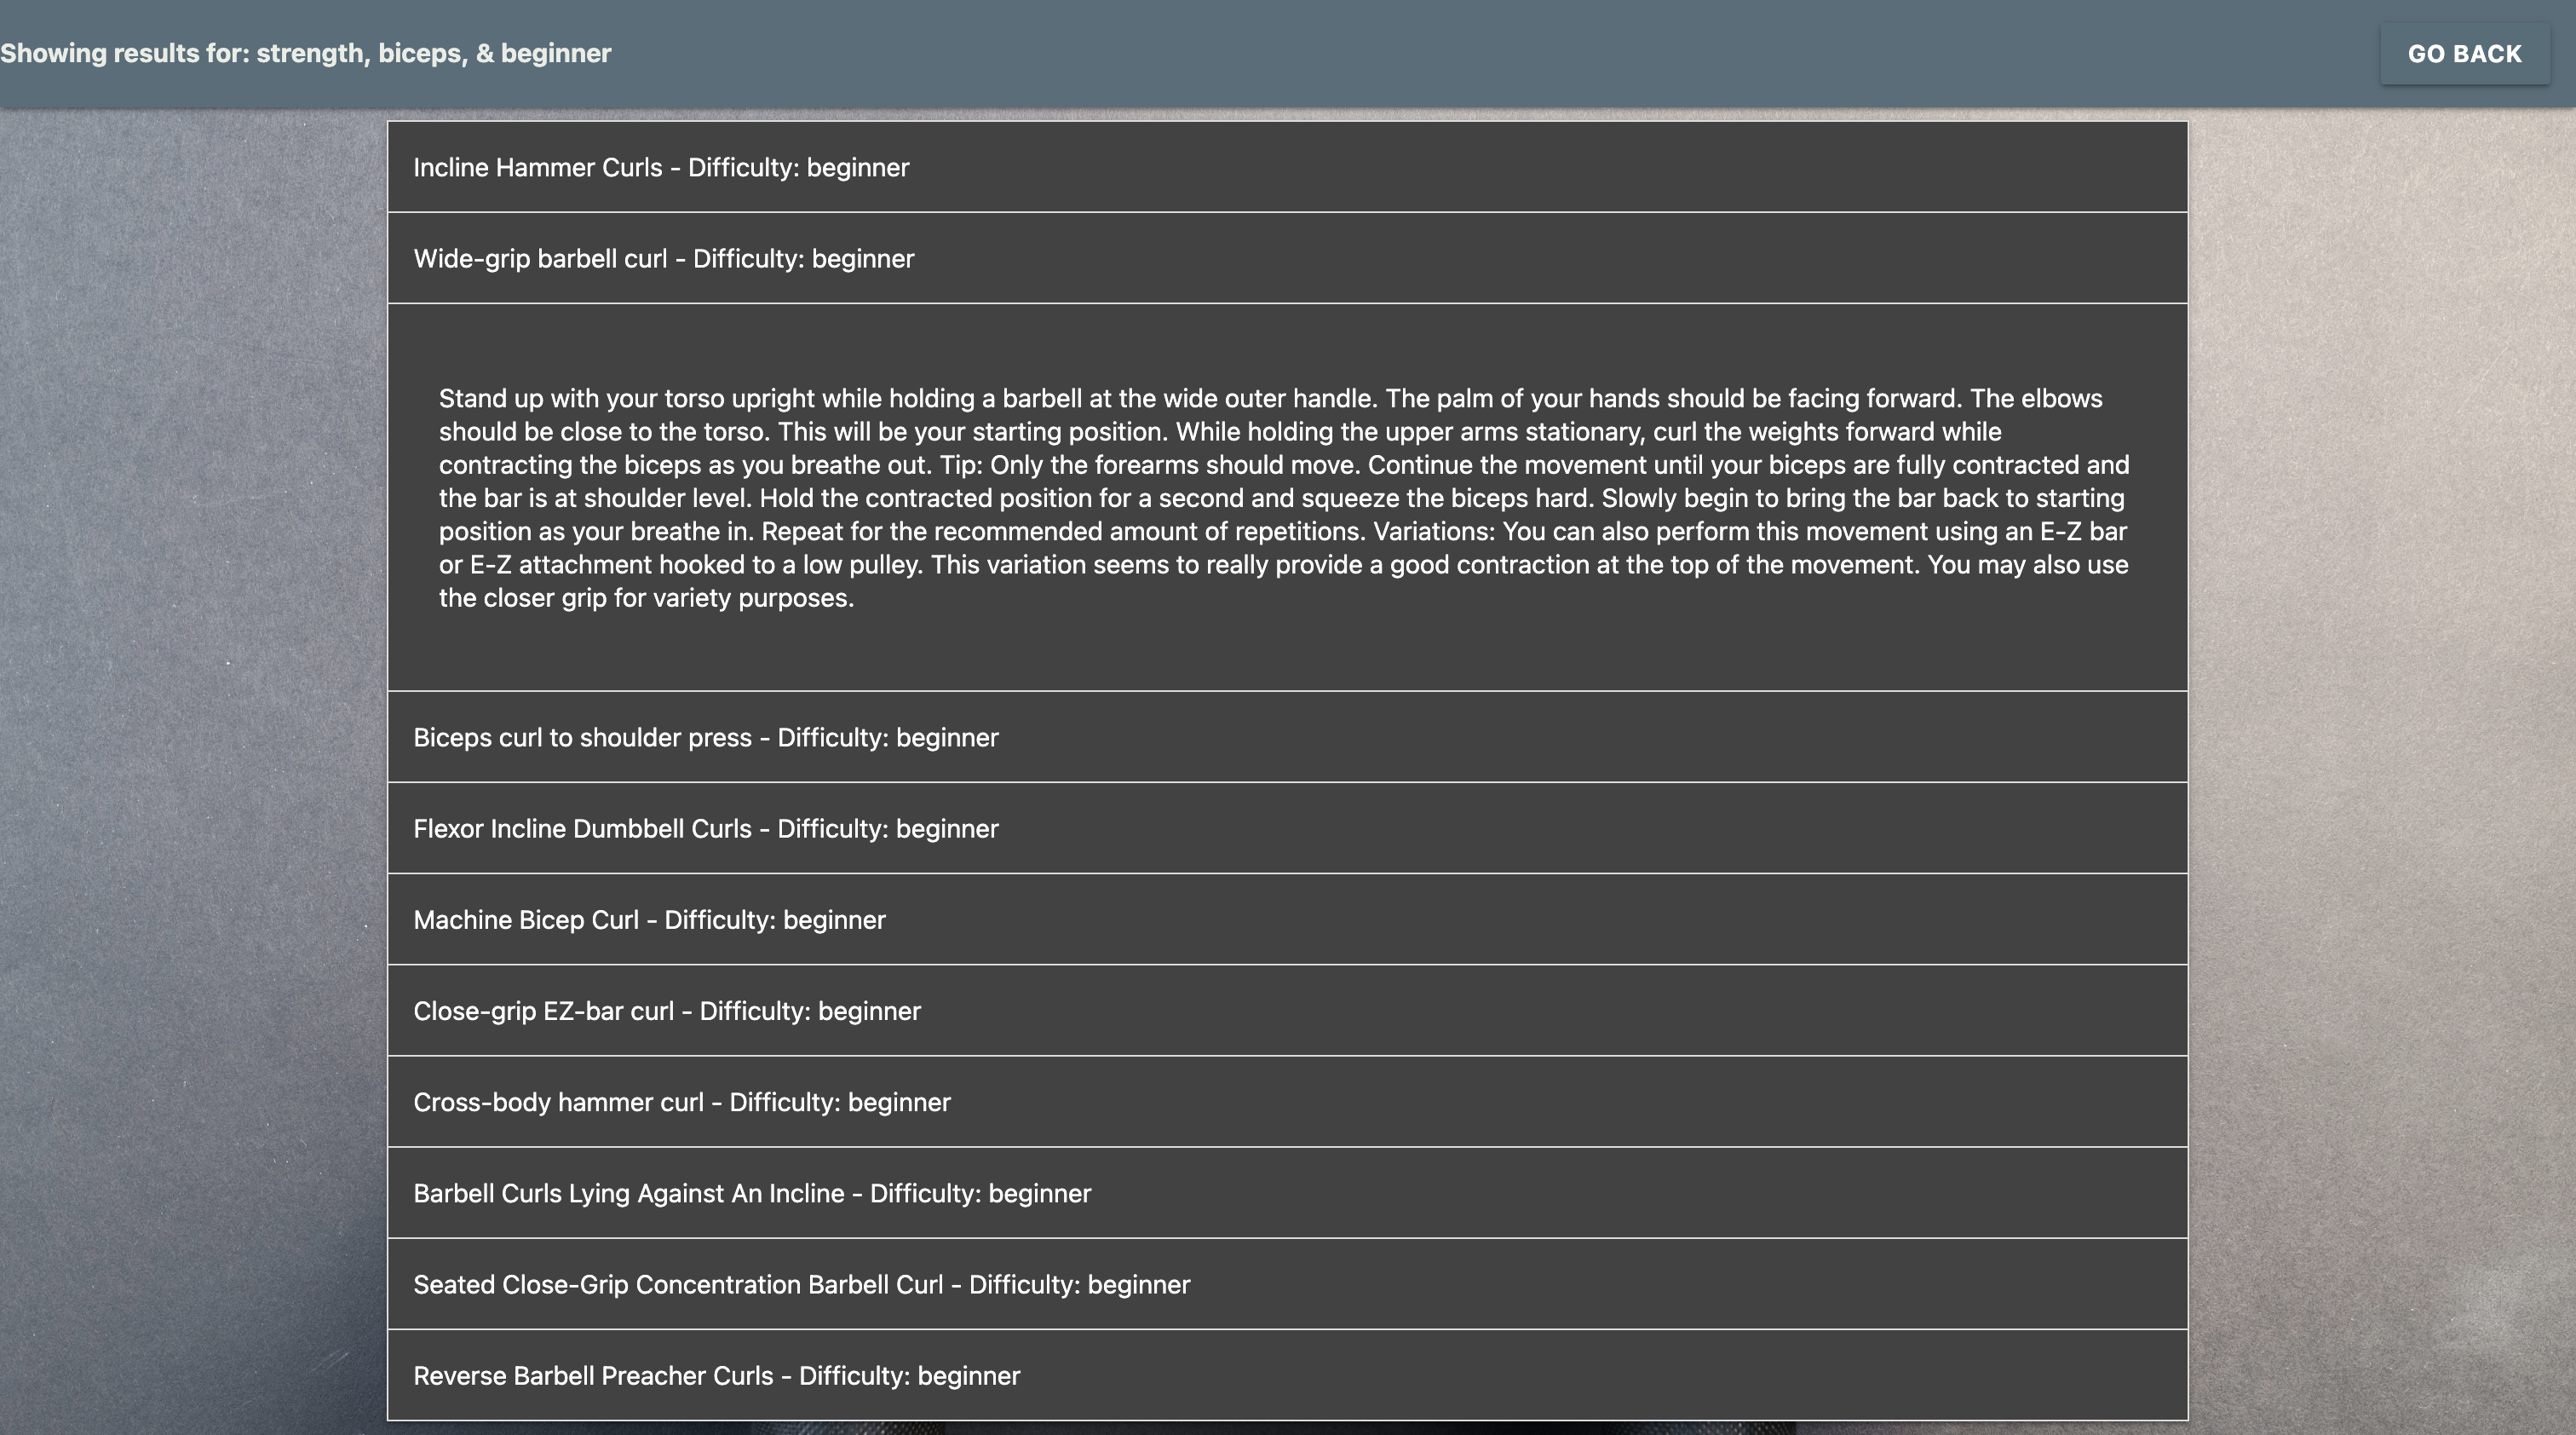 Showing results for: strength, biceps, & beginner
GO BACK
Incline Hammer Curls - Difficulty: beginner
Wide-grip barbell curl - Difficulty: beginner
Stand up with your torso upright while holding a barbell at the wide outer handle. The palm of your hands should be facing forward. The elbows
should be close to the torso. This will be your starting position. While holding the upper arms stationary, curl the weights forward while
contracting the biceps as you breathe out. Tip: Only the forearms should move. Continue the movement until your biceps are fully contracted and
the bar is at shoulder level. Hold the contracted position for a second and squeeze the biceps hard. Slowly begin to bring the bar back to starting
position as your breathe in. Repeat for the recommended amount of repetitions. Variations: You can also perform this movement using an E-Z bar
or E-Z attachment hooked to a low pulley. This variation seems to really provide a good contraction at the top of the movement. You may also use
the closer grip for variety purposes.
Biceps curl to shoulder press - Difficulty: beginner
Flexor Incline Dumbbell Curls - Difficulty: beginner
Machine Bicep Curl - Difficulty: beginner
Close-grip EZ-bar curl - Difficulty: beginner
Cross-body hammer curl - Difficulty: beginner
Barbell Curls Lying Against An Incline - Difficulty: beginner
Seated Close-Grip Concentration Barbell Curl - Difficulty: beginner
Reverse Barbell Preacher Curls - Difficulty: beginner